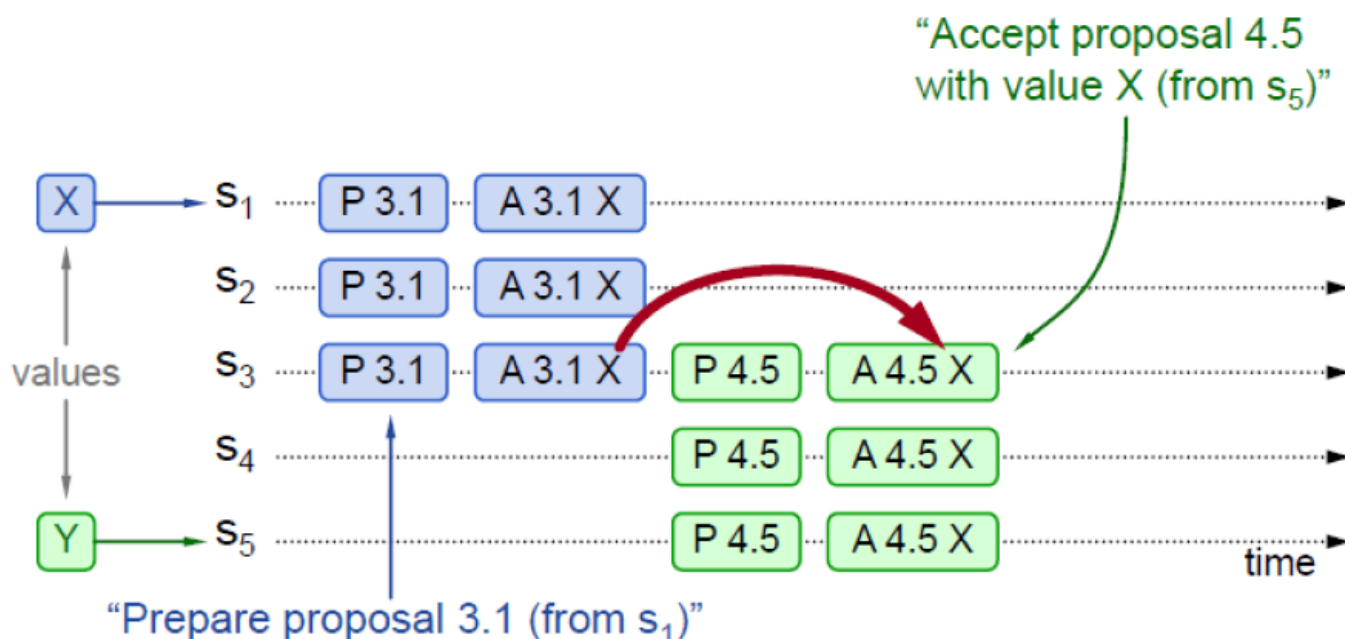 “Accept proposal 4.5
with value X (from s5)”
X s1 P 3.1 A 3.1 X
s2 P 3.1 A 3.1 X
values s3 P 3.1 A 3.1 X P 4.5 A 4.5 X
s4 P 4.5 A 4.5 X
Y s5 P 4.5 A 4.5 X
time
“Prepare proposal 3.1 (from s1)”